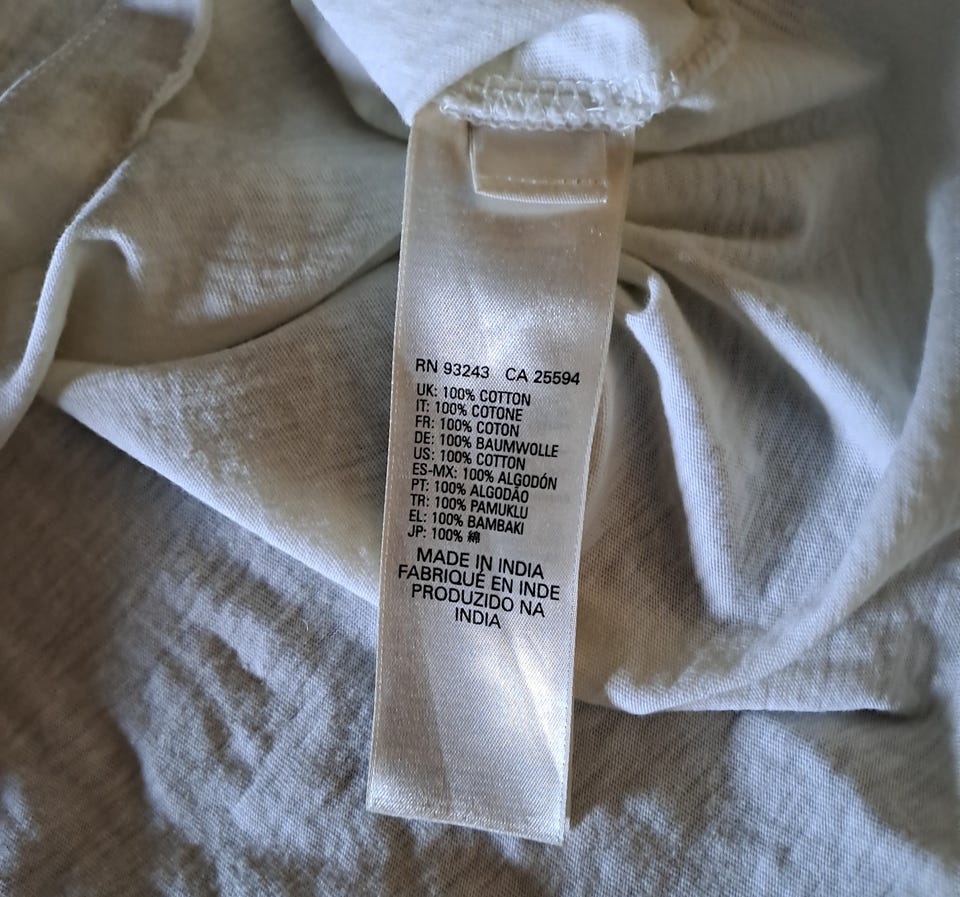 RN 93243 CA 25594
UK: 100% COTTON
IT: 100% COTONE
FR: 100% COTON
DE: 100% BAUMWOLLE
US: 100% COTTON
ES-MX: 100% ALGODÓN
PT: 100% ALGODÃO
TR: 100% PAMUKLU
EL: 100% ΒΑΜΒΑΚΙ
JP: 100% 綿
MADE IN INDIA
FABRIQUÉ EN INDE
PRODUZIDO NA
INDIA